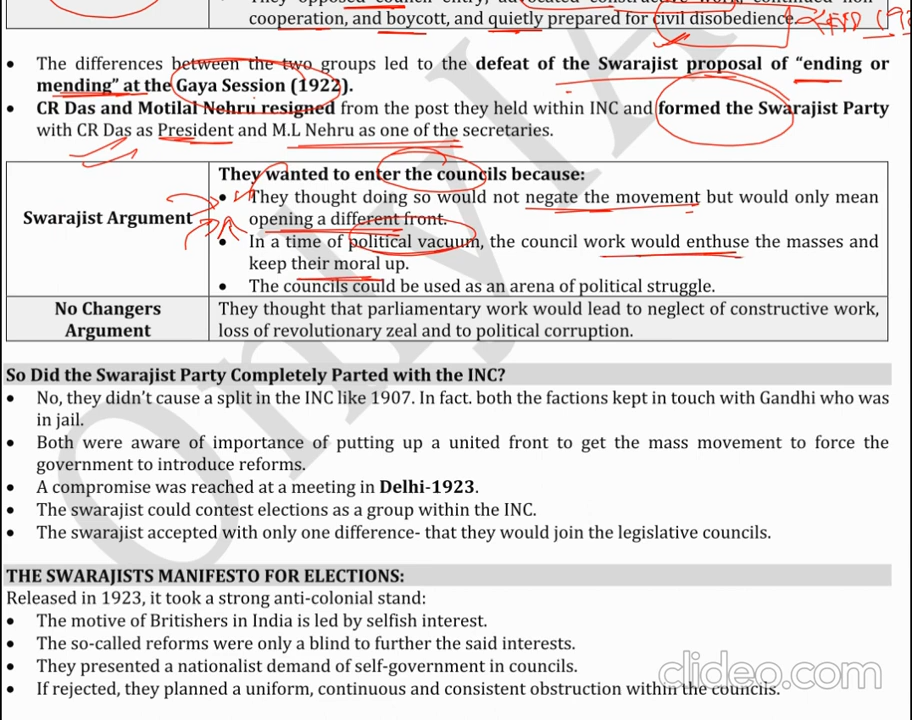 They opposed council entry, advocated constructive work, continued non-
cooperation, and boycott, and quietly prepared for civil disobedience.
• The differences between the two groups led to the defeat of the Swarajist proposal of “ending or
mending” at the Gaya Session (1922).
• CR Das and Motilal Nehru resigned from the post they held within INC and formed the Swarajist Party
with CR Das as President and M.L Nehru as one of the secretaries.
They wanted to enter the councils because:
• They thought doing so would not negate the movement but would only mean
Swarajist Argument
opening a different front.
• In a time of political vacuum, the council work would enthuse the masses and
keep their moral up.
• The councils could be used as an arena of political struggle.
No Changers
Argument
They thought that parliamentary work would lead to neglect of constructive work,
loss of revolutionary zeal and to political corruption.
So Did the Swarajist Party Completely Parted with the INC?
• No, they didn’t cause a split in the INC like 1907. In fact. both the factions kept in touch with Gandhi who was
in jail.
• Both were aware of importance of putting up a united front to get the mass movement to force the
government to introduce reforms.
• A compromise was reached at a meeting in Delhi-1923.
• The swarajist could contest elections as a group within the INC.
• The swarajist accepted with only one difference- that they would join the legislative councils.
THE SWARAJISTS MANIFESTO FOR ELECTIONS:
Released in 1923, it took a strong anti-colonial stand:
• The motive of Britishers in India is led by selfish interest.
• The so-called reforms were only a blind to further the said interests.
• They presented a nationalist demand of self-government in councils.
• If rejected, they planned a uniform, continuous and consistent obstruction within the councils.
clideo.com